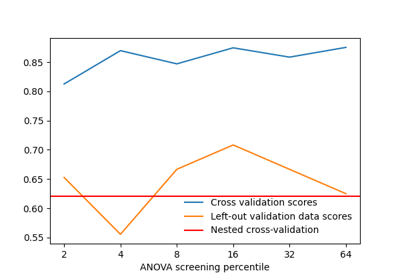 0.85
0.80
0.75
0.70
0.65
0.60
0.55
Cross validation scores
Left-out validation data scores
Nested cross-validation
2 4 8 16 32 64
ANOVA screening percentile